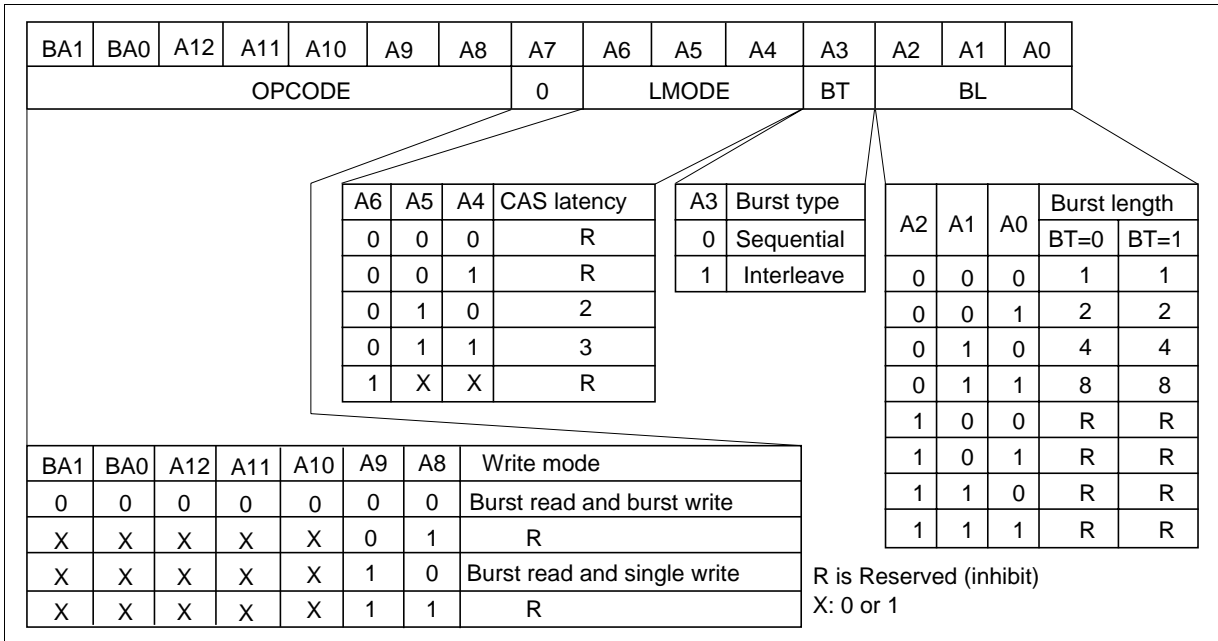 BA1 BA0 A12 A11 A10 A9 A8 A7 A6 A5 A4 A3 A2 A1 A0
OPCODE 0 LMODE BT BL
A6 A5 A4 CAS latency
0 0 0 R
0 0 1 R
0 1 0 2
0 1 1 3
1 X X R
A3 Burst type
0 Sequential
1 Interleave
A2 A1 A0 Burst length
BT=0 BT=1
0 0 0 1 1
0 0 1 2 2
0 1 0 4 4
0 1 1 8 8
1 0 0 R R
1 0 1 R R
1 1 0 R R
1 1 1 R R
BA1 BA0 A12 A11 A10 A9 A8 Write mode
0 0 0 0 0 0 0 Burst read and burst write
X X X X X 0 1 R
X X X X X 1 0 Burst read and single write
X X X X X 1 1 R
R is Reserved (inhibit)
X: 0 or 1